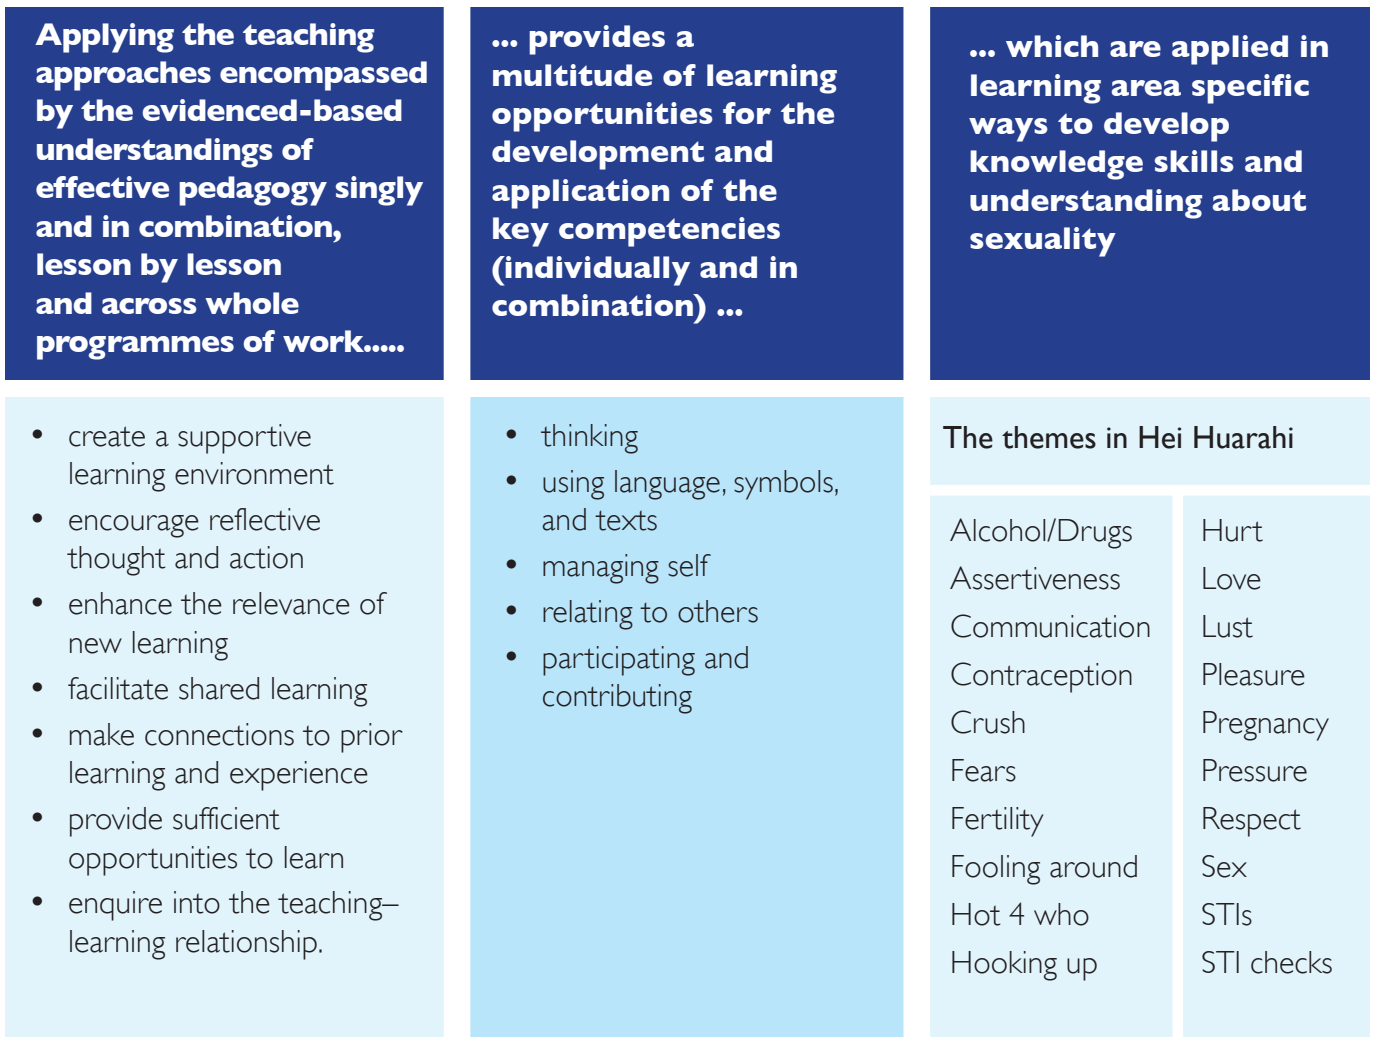 Applying the teaching
approaches encompassed
by the evidenced-based
understandings of
effective pedagogy singly
and in combination,
lesson by lesson
and across whole
programmes of work.....
... provides a
multitude of learning
opportunities for the
development and
application of the
key competencies
(individually and in
combination) ...
... which are applied in
learning area specific
ways to develop
knowledge skills and
understanding about
sexuality
• create a supportive
learning environment
• encourage reflective
thought and action
• enhance the relevance of
new learning
• facilitate shared learning
• make connections to prior
learning and experience
• provide sufficient
opportunities to learn
• enquire into the teaching–
learning relationship.
• thinking
• using language, symbols,
and texts
• managing self
• relating to others
• participating and
contributing
The themes in Hei Huarahi
Alcohol/Drugs
Assertiveness
Communication
Contraception
Crush
Fears
Fertility
Fooling around
Hot 4 who
Hooking up
Hurt
Love
Lust
Pleasure
Pregnancy
Pressure
Respect
Sex
STIs
STI checks